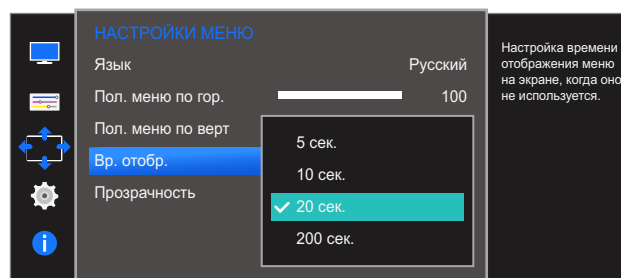 НАСТРОЙКИ МЕНЮ
Язык Русский
Пол. меню по гор. 100
Пол. меню по верт
Вр. отобр.
Прозрачность
5 сек.
10 сек.
20 сек.
200 сек.
Настройка времени
отображения меню
на экране, когда оно
не используется.